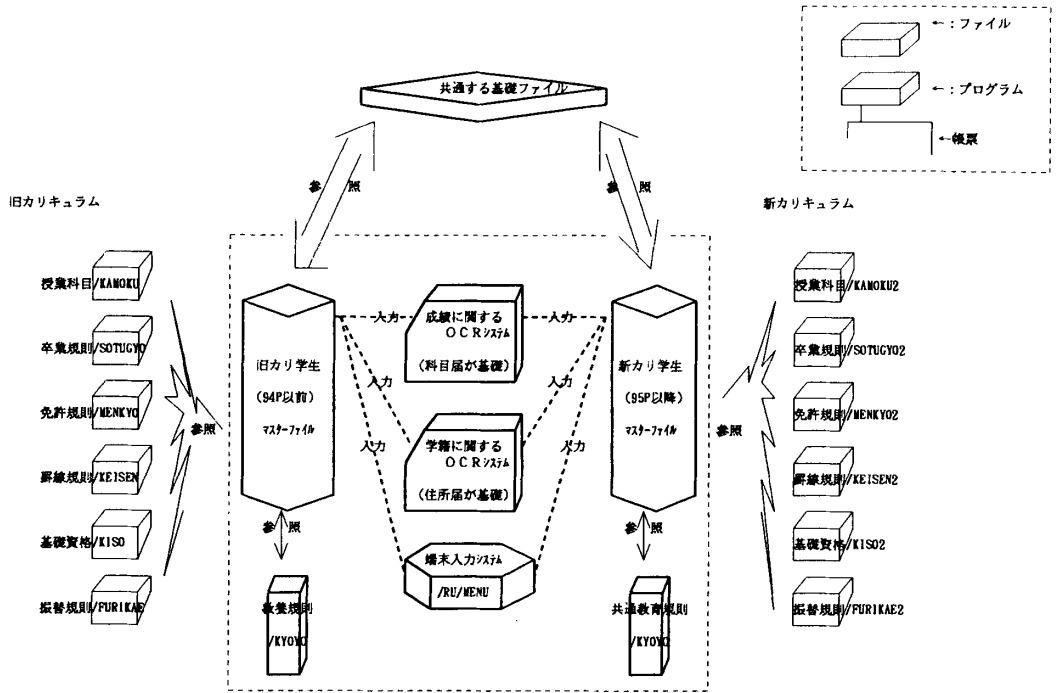 ←：ファイル
←：プログラム
←帳票
共通する基礎ファイル
参 照
参 照
旧カリキュラム
新カリキュラム
授業科目/KAMOKU
卒業規則/SOTUGYO
免許規則/MENKYO
罫線規則/KEISEN
基礎資格/KISO
振替規則/FURIKAE
参照
旧カリ学生
(94P以前)
マスターファイル
入力
入力
入力
成績に関する
OCRシステム
(科目届が基礎)
学籍に関する
OCRシステム
(住所届が基礎)
端末入力システム
/RU/MENU
入力
入力
入力
新カリ学生
(95P以降)
マスターファイル
参照
参 照
教養規則
/KYOYO
参 照
共通教育規則
/KYOYO
授業科目/KAMOKU2
卒業規則/SOTUGYO2
免許規則/MENKYO2
罫線規則/KEISEN2
基礎資格/KISO2
振替規則/FURIKAE2